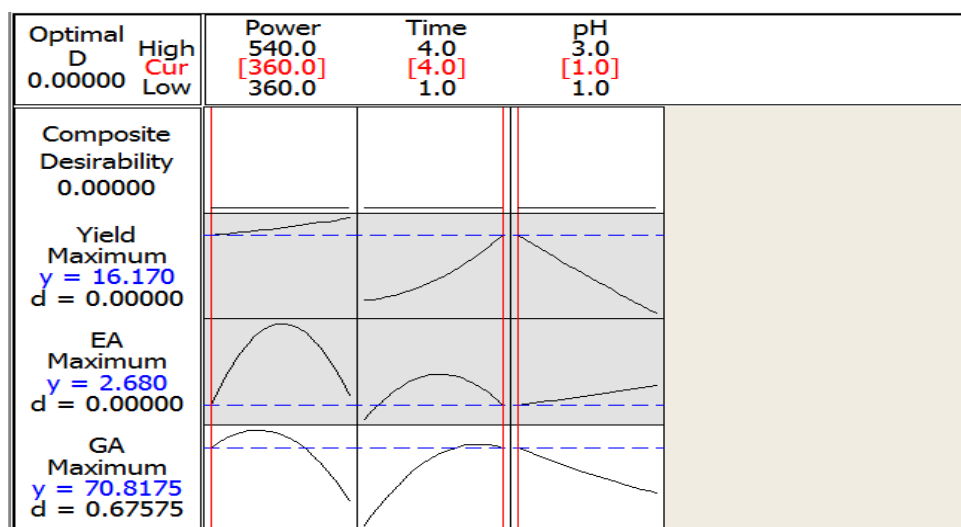 Optimal
D
0.00000
High
Cur
Low
Power
540.0
[360.0]
360.0
Time
4.0
[4.0]
1.0
pH
3.0
[1.0]
1.0
Composite
Desirability
0.00000
Yield
Maximum
y = 16.170
d = 0.00000
EA
Maximum
y = 2.680
d = 0.00000
GA
Maximum
y = 70.8175
d = 0.67575